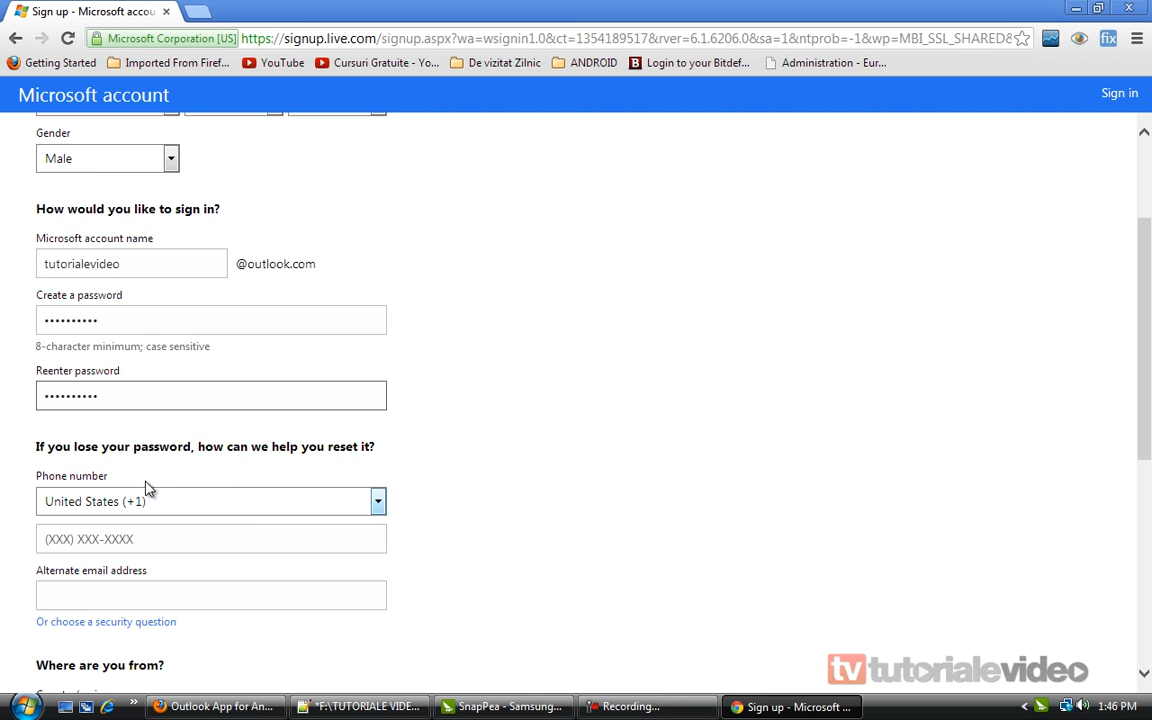 Sign up - Microsoft accou
Microsoft Corporation [US]
https://signup.live.com/signup.aspx?wa=wsignin1.0&ct=1354189517&rver=6.1.6206.0&sa=1&ntprob=-1&wp=MBI_SSL_SHARED&
Getting Started
Imported From Firef...
YouTube
Cursuri Gratuite - Yo...
De vizitat Zilnic
ANDROID
B
Login to your Bitdef...
Administration - Eur...
fix
Microsoft account
Sign in
Gender
Male
How would you like to sign in?
Microsoft account name
tutorialevideo
@outlook.com
Create a password
••••••••••
8-character minimum; case sensitive
Reenter password
••••••••••
If you lose your password, how can we help you reset it?
Phone number
United States (+1)
(XXX) XXX-XXXX
Alternate email address
Or choose a security question
Where are you from?
tv tutorialevideo
Outlook App for An...
*F:\TUTORIALE VIDE...
SnapPea - Samsung...
Recording...
Sign up - Microsoft ...
1:46 PM